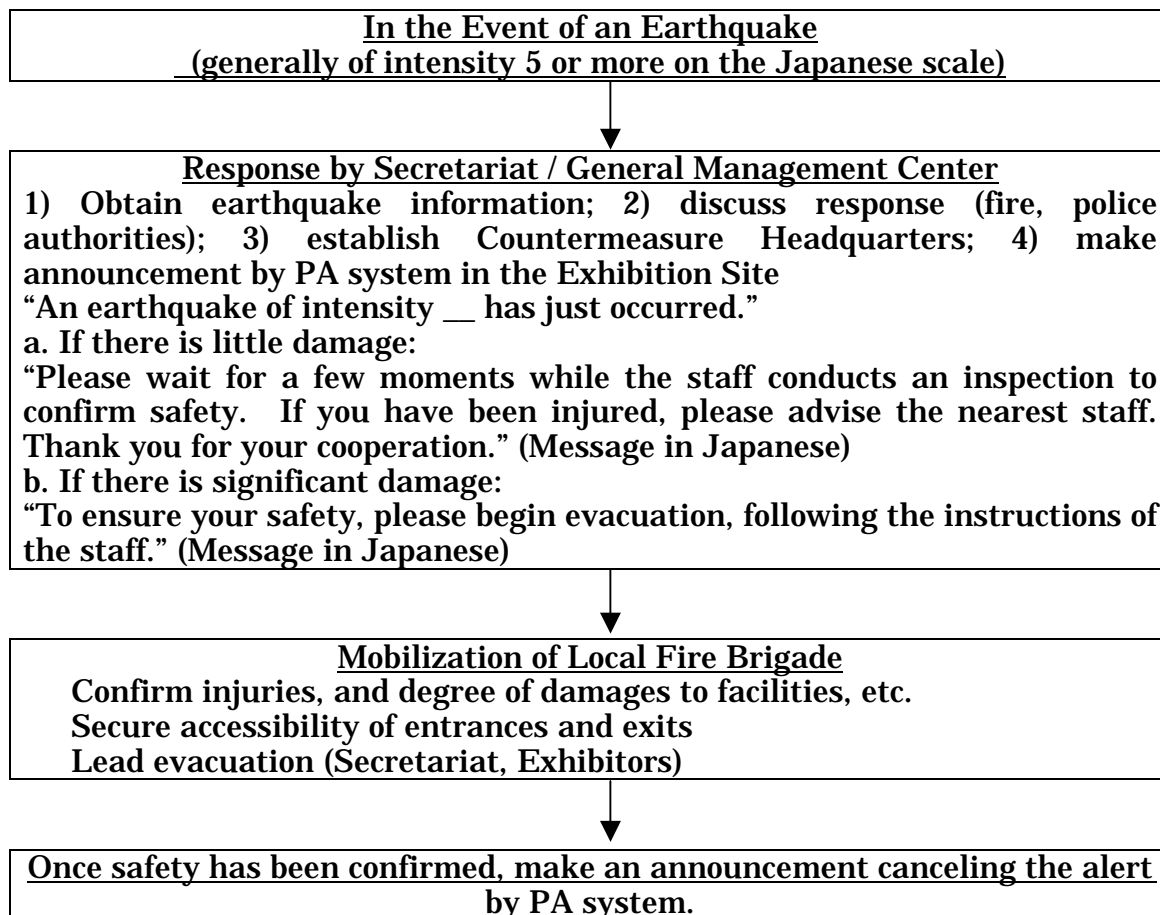 In the Event of an Earthquake
(generally of intensity 5 or more on the Japanese scale)
Response by Secretariat / General Management Center
1) Obtain earthquake information; 2) discuss response (fire, police
authorities); 3) establish Countermeasure Headquarters; 4) make
announcement by PA system in the Exhibition Site
“An earthquake of intensity __ has just occurred.”
a. If there is little damage:
“Please wait for a few moments while the staff conducts an inspection to
confirm safety. If you have been injured, please advise the nearest staff.
Thank you for your cooperation.” (Message in Japanese)
b. If there is significant damage:
“To ensure your safety, please begin evacuation, following the instructions of
the staff.” (Message in Japanese)
Mobilization of Local Fire Brigade
Confirm injuries, and degree of damages to facilities, etc.
Secure accessibility of entrances and exits
Lead evacuation (Secretariat, Exhibitors)
Once safety has been confirmed, make an announcement canceling the alert
by PA system.